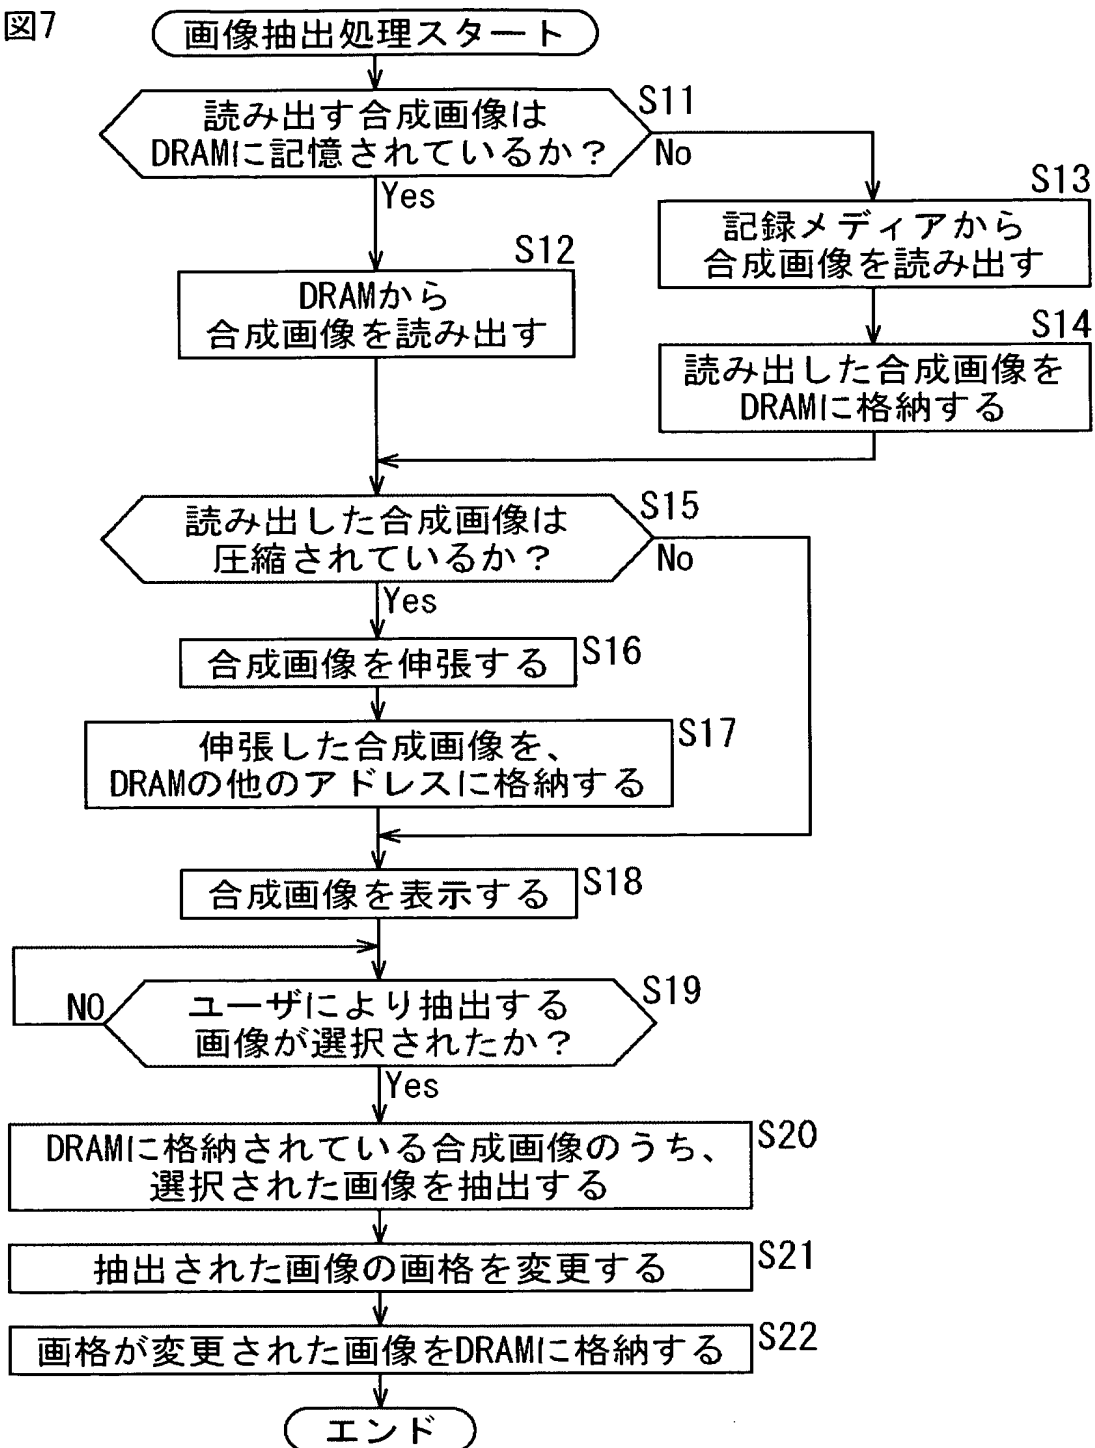 図7
画像抽出処理スタート
S11
読み出す合成画像は
DRAMに記憶されているか?
No
Yes
S13
記録メディアから
合成画像を読み出す
S12
DRAMから
合成画像を読み出す
S14
読み出した合成画像を
DRAMに格納する
S15
読み出した合成画像は
圧縮されているか?
No
Yes
合成画像を伸張する
S16
伸張した合成画像を、
DRAMの他のアドレスに格納する
S17
合成画像を表示する
S18
S19
NO
ユーザにより抽出する
画像が選択されたか?
Yes
DRAMに格納されている合成画像のうち、
選択された画像を抽出する
S20
抽出された画像の画格を変更する
S21
画格が変更された画像をDRAMに格納する
S22
エンド